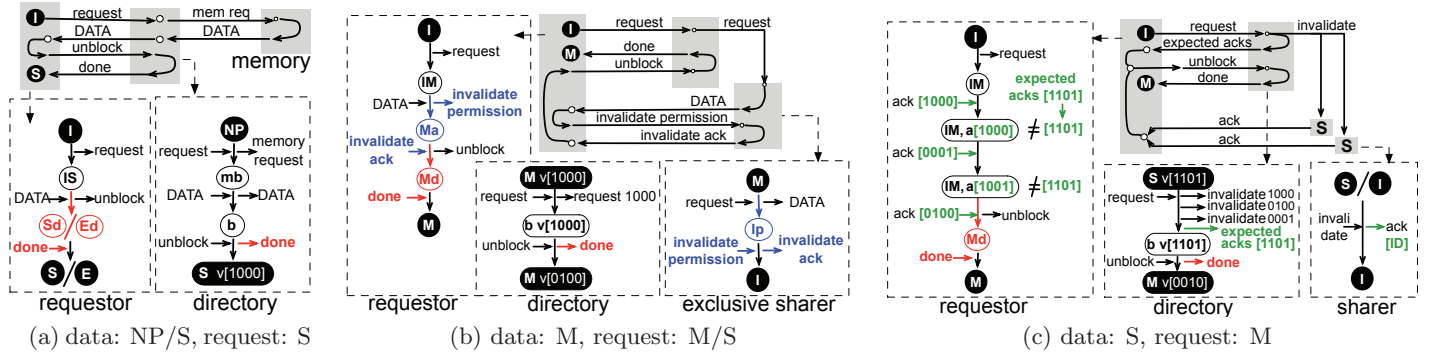 I
request
mem req
DATA
DATA
unblock
done
S
memory
I
request
IS
DATA
unblock
Sd
/
Ed
done
S
/
E
requestor
NP
request
memory
request
mb
DATA
DATA
b
unblock
done
S v[1000]
directory
(a) data: NP/S, request: S
I
request
IM
DATA
invalidate
permission
Ma
invalidate
ack
unblock
Md
done
M
requestor
I
request
request
M
done
unblock
DATA
invalidate permission
invalidate ack
M v[1000]
request
request 1000
b v[1000]
unblock
done
M v[0100]
directory
M
request
DATA
Ip
invalidate
permission
invalidate
ack
I
exclusive sharer
(b) data: M, request: M/S
I
request
IM
expected
acks [1101]
ack [1000]
IM, a[1000] ≠ [1101]
ack [0001]
IM, a[1001] ≠ [1101]
ack [0100]
unblock
Md
done
M
requestor
I
request
invalidate
expected acks
unblock
M
done
ack
S
ack
S
S v[1101]
request
invalidate 1000
invalidate 0100
invalidate 0001
expected
acks [1101]
b v[1101]
unblock
done
M v[0010]
directory
S / I
invali
date
ack
[ID]
I
sharer
(c) data: S, request: M